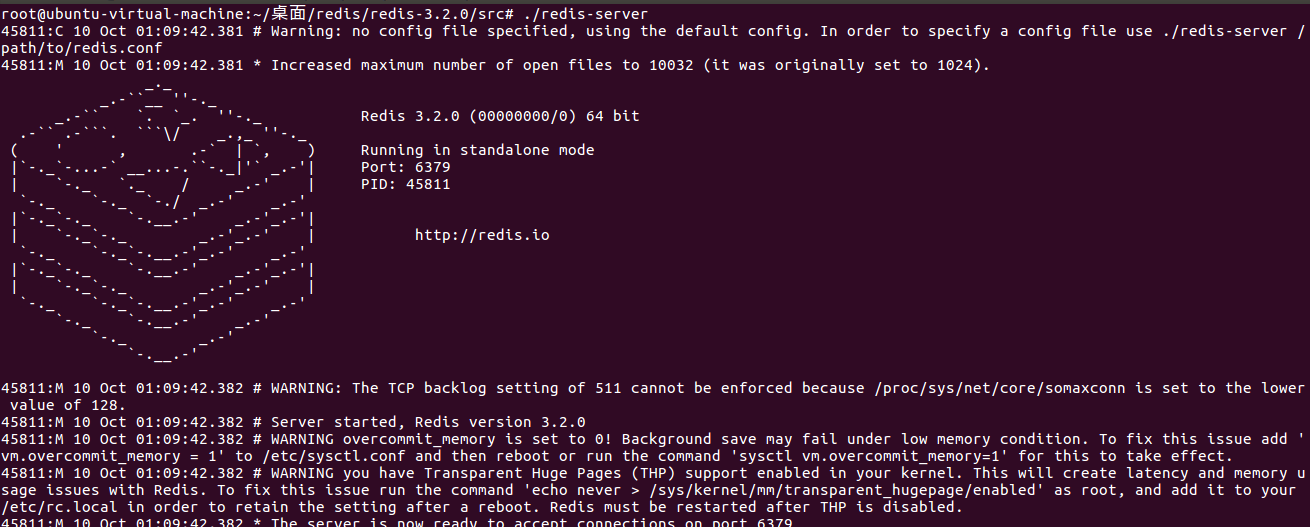 root@ubuntu-virtual-machine:~/桌面/redis/redis-3.2.0/src# ./redis-server
45811:C 10 Oct 01:09:42.381 # Warning: no config file specified, using the default config. In order to specify a config file use ./redis-server /
path/to/redis.conf
45811:M 10 Oct 01:09:42.381 * Increased maximum number of open files to 10032 (it was originally set to 1024).
Redis 3.2.0 (00000000/0) 64 bit
Running in standalone mode
Port: 6379
PID: 45811
http://redis.io
45811:M 10 Oct 01:09:42.382 # WARNING: The TCP backlog setting of 511 cannot be enforced because /proc/sys/net/core/somaxconn is set to the lower
value of 128.
45811:M 10 Oct 01:09:42.382 # Server started, Redis version 3.2.0
45811:M 10 Oct 01:09:42.382 # WARNING overcommit_memory is set to 0! Background save may fail under low memory condition. To fix this issue add '
vm.overcommit_memory = 1' to /etc/sysctl.conf and then reboot or run the command 'sysctl vm.overcommit_memory=1' for this to take effect.
45811:M 10 Oct 01:09:42.382 # WARNING you have Transparent Huge Pages (THP) support enabled in your kernel. This will create latency and memory u
sage issues with Redis. To fix this issue run the command 'echo never > /sys/kernel/mm/transparent_hugepage/enabled' as root, and add it to your
/etc/rc.local in order to retain the setting after a reboot. Redis must be restarted after THP is disabled.
45811:M 10 Oct 01:09:42.382 * The server is now ready to accept connections on port 6379